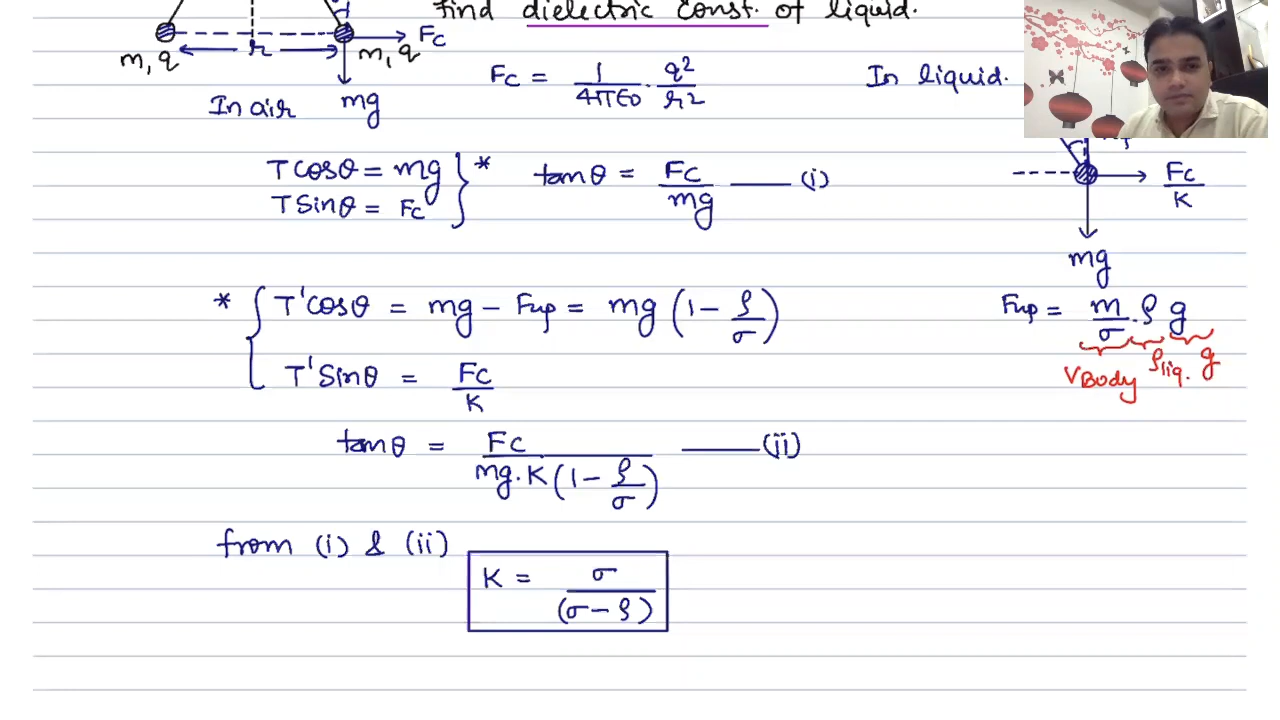 Find dielectric const. of liquid.
m, q r m, q Fc
In air mg
Fc = 1/4πε0 · q²/r²
In liquid.
T cosθ = mg
T Sinθ = Fc
} * tanθ = Fc/mg —— (i)
Fc/K
mg
* { T'cosθ = mg − Fup = mg (1 − ρ/σ)
T'Sinθ = Fc/K
Fup = m/σ . ρ g
VBody ρliq. g
tanθ = Fc/mg.K(1 − ρ/σ) —— (ii)
from (i) & (ii)
K = σ/(σ − ρ)